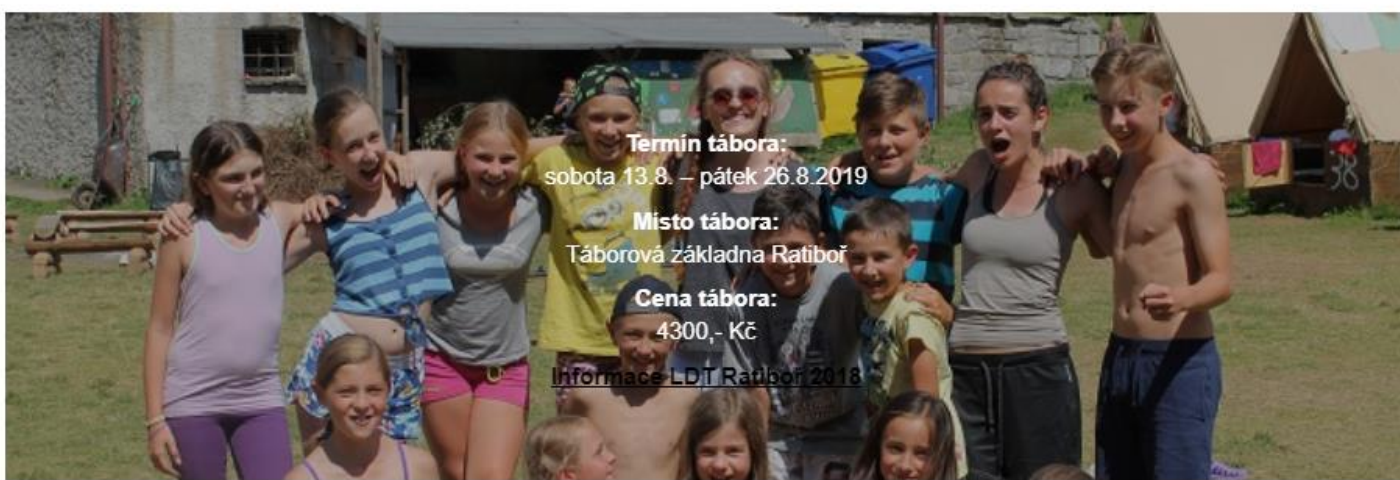 Termín tábora:
sobota 13.8. – pátek 26.8.2019
Místo tábora:
Táborová základna Ratiboř
Cena tábora:
4300,- Kč
Informace LDT Ratiboř 2018
38